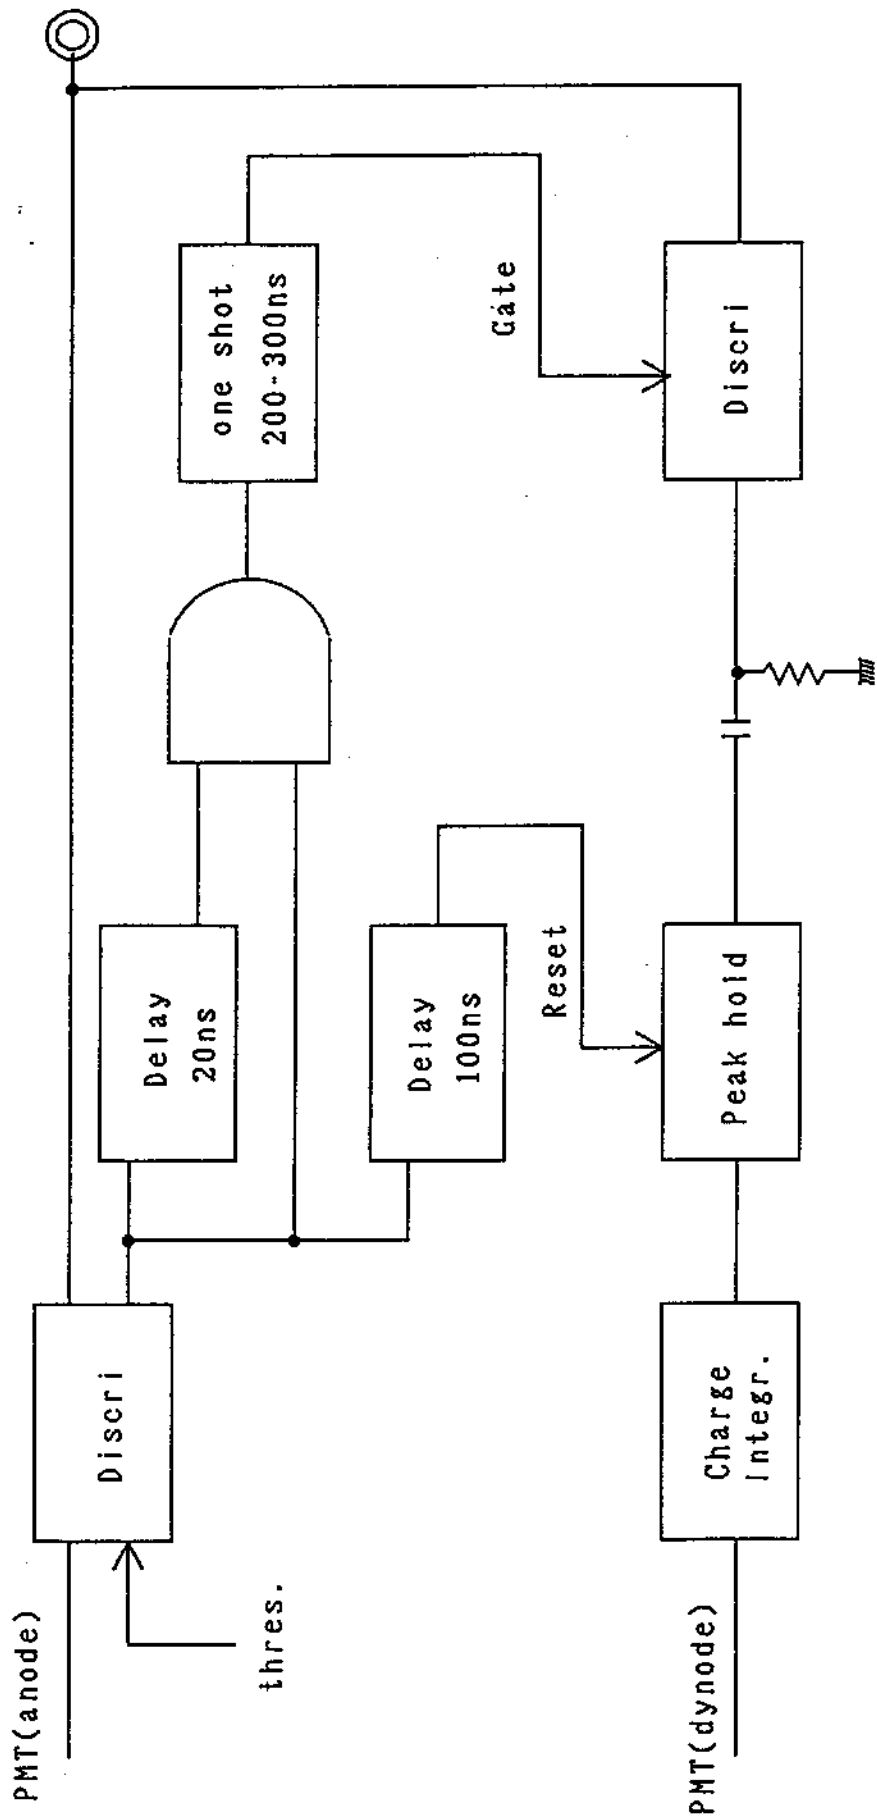 PMT(anode)
thres.
Discri
Delay
20ns
Delay
100ns
Reset
one shot
200-300ns
Gate
PMT(dynode)
Charge
Integr.
Peak hold
Discri